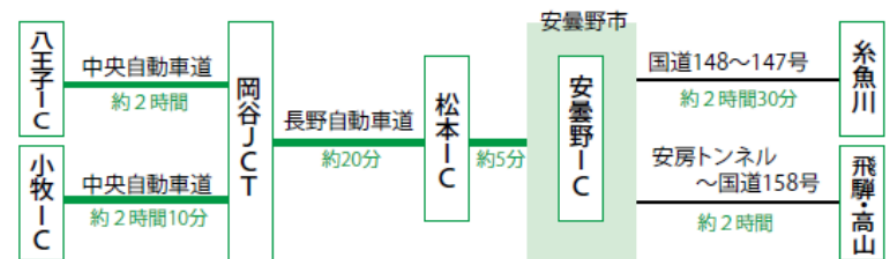 八王子IC
中央自動車道
約2時間
小牧IC
中央自動車道
約2時間10分
岡谷JCT
長野自動車道
約20分
松本IC
約5分
安曇野市
安曇野IC
国道148～147号
約2時間30分
糸魚川
安房トンネル
～国道158号
約2時間
飛騨・高山